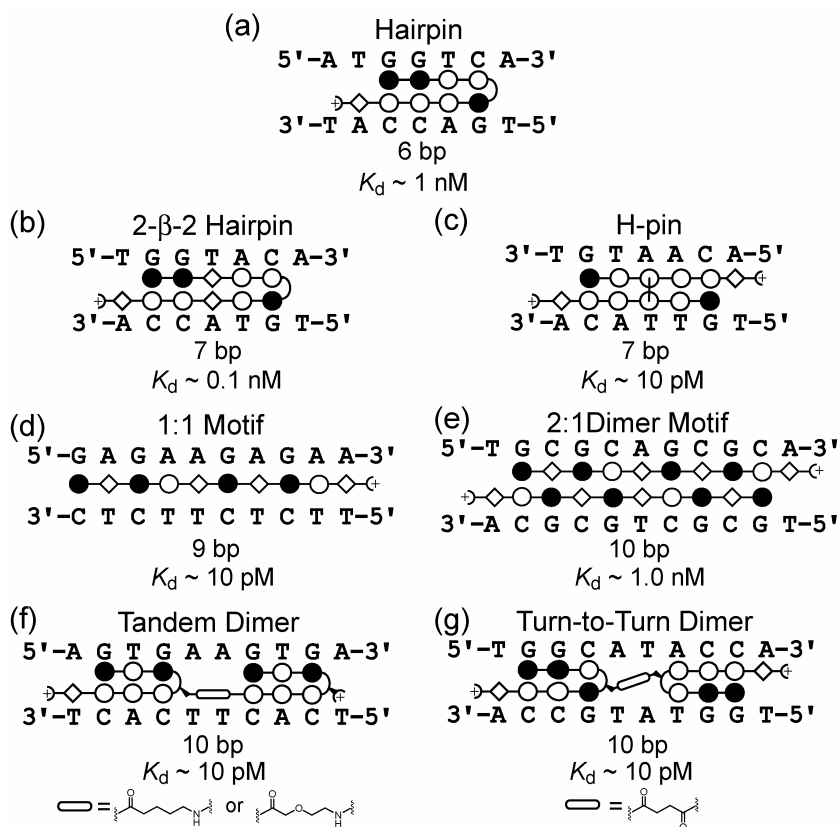 (a) Hairpin
5'-A T G G T C A-3'
+
3'-T A C C A G T-5'
6 bp
Kd ~ 1 nM
(b) 2-β-2 Hairpin
5'-T G G T A C A-3'
+
3'-A C C A T G T-5'
7 bp
Kd ~ 0.1 nM
(c) H-pin
3'-T G T A A C A-5'
+
+
3'-A C A T T G T-5'
7 bp
Kd ~ 10 pM
(d) 1:1 Motif
5'-G A G A A G A G A A-3'
+
3'-C T C T T C T C T T-5'
9 bp
Kd ~ 10 pM
(e) 2:1Dimer Motif
5'-T G C G C A G C G C A-3'
+
+
3'-A C G C G T C G C G T-5'
10 bp
Kd ~ 1.0 nM
(f) Tandem Dimer
5'-A G T G A A G T G A-3'
+ +
3'-T C A C T T C A C T-5'
10 bp
Kd ~ 10 pM
= O N H or O O N H
(g) Turn-to-Turn Dimer
5'-T G G C A T A C C A-3'
+
+
3'-A C C G T A T G G T-5'
10 bp
Kd ~ 10 pM
= O O